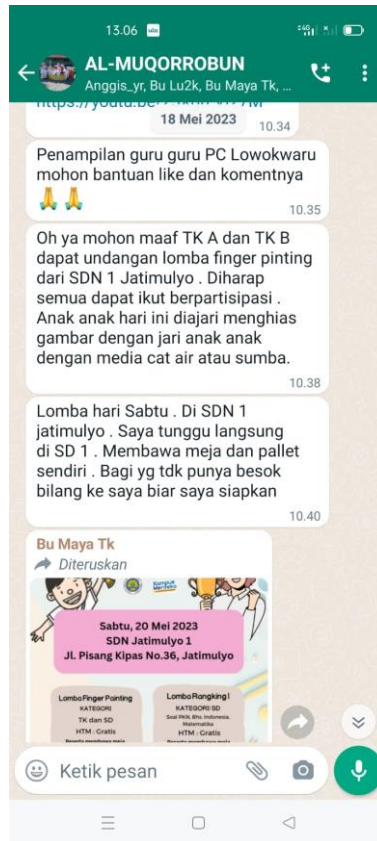 13.06
AL-MUQORROBUN
Anggis_yr, Bu Lu2k, Bu Maya Tk, ...
18 Mei 2023
10.34
Penampilan guru guru PC Lowokwaru
mohon bantuan like dan komentnya
10.35
Oh ya mohon maaf TK A dan TK B
dapat undangan lomba finger pinting
dari SDN 1 Jatimulyo . Diharap
semua dapat ikut berpartisipasi .
Anak anak hari ini diajari menghias
gambar dengan jari anak anak
dengan media cat air atau sumba.
10.38
Lomba hari Sabtu . Di SDN 1
jatimulyo . Saya tunggu langsung
di SD 1 . Membawa meja dan pallet
sendiri . Bagi yg tdk punya besok
bilang ke saya biar saya siapkan
10.40
Bu Maya Tk
Diteruskan
Sabtu, 20 Mei 2023
SDN Jatimulyo 1
Jl. Pisang Kipas No.36, Jatimulyo
Lomba Finger Painting
KATEGORI
TK dan SD
HTM : Gratis
Lomba Rangking 1
KATEGORI SD
Soal PKN, Bhs. Indonesia,
Matematika
HTM : Gratis
Ketik pesan